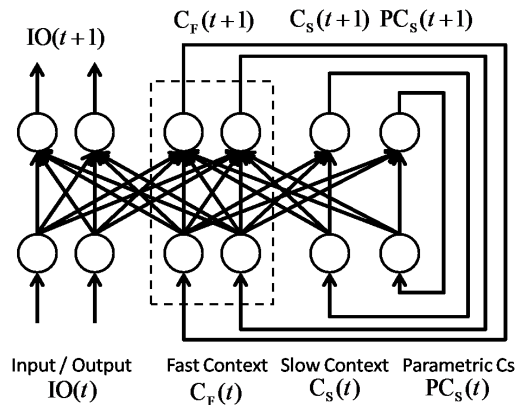 C_F(t+1) C_S(t+1) PC_S(t+1)
IO(t+1)
Input / Output Fast Context Slow Context Parametric Cs
IO(t) C_F(t) C_S(t) PC_S(t)